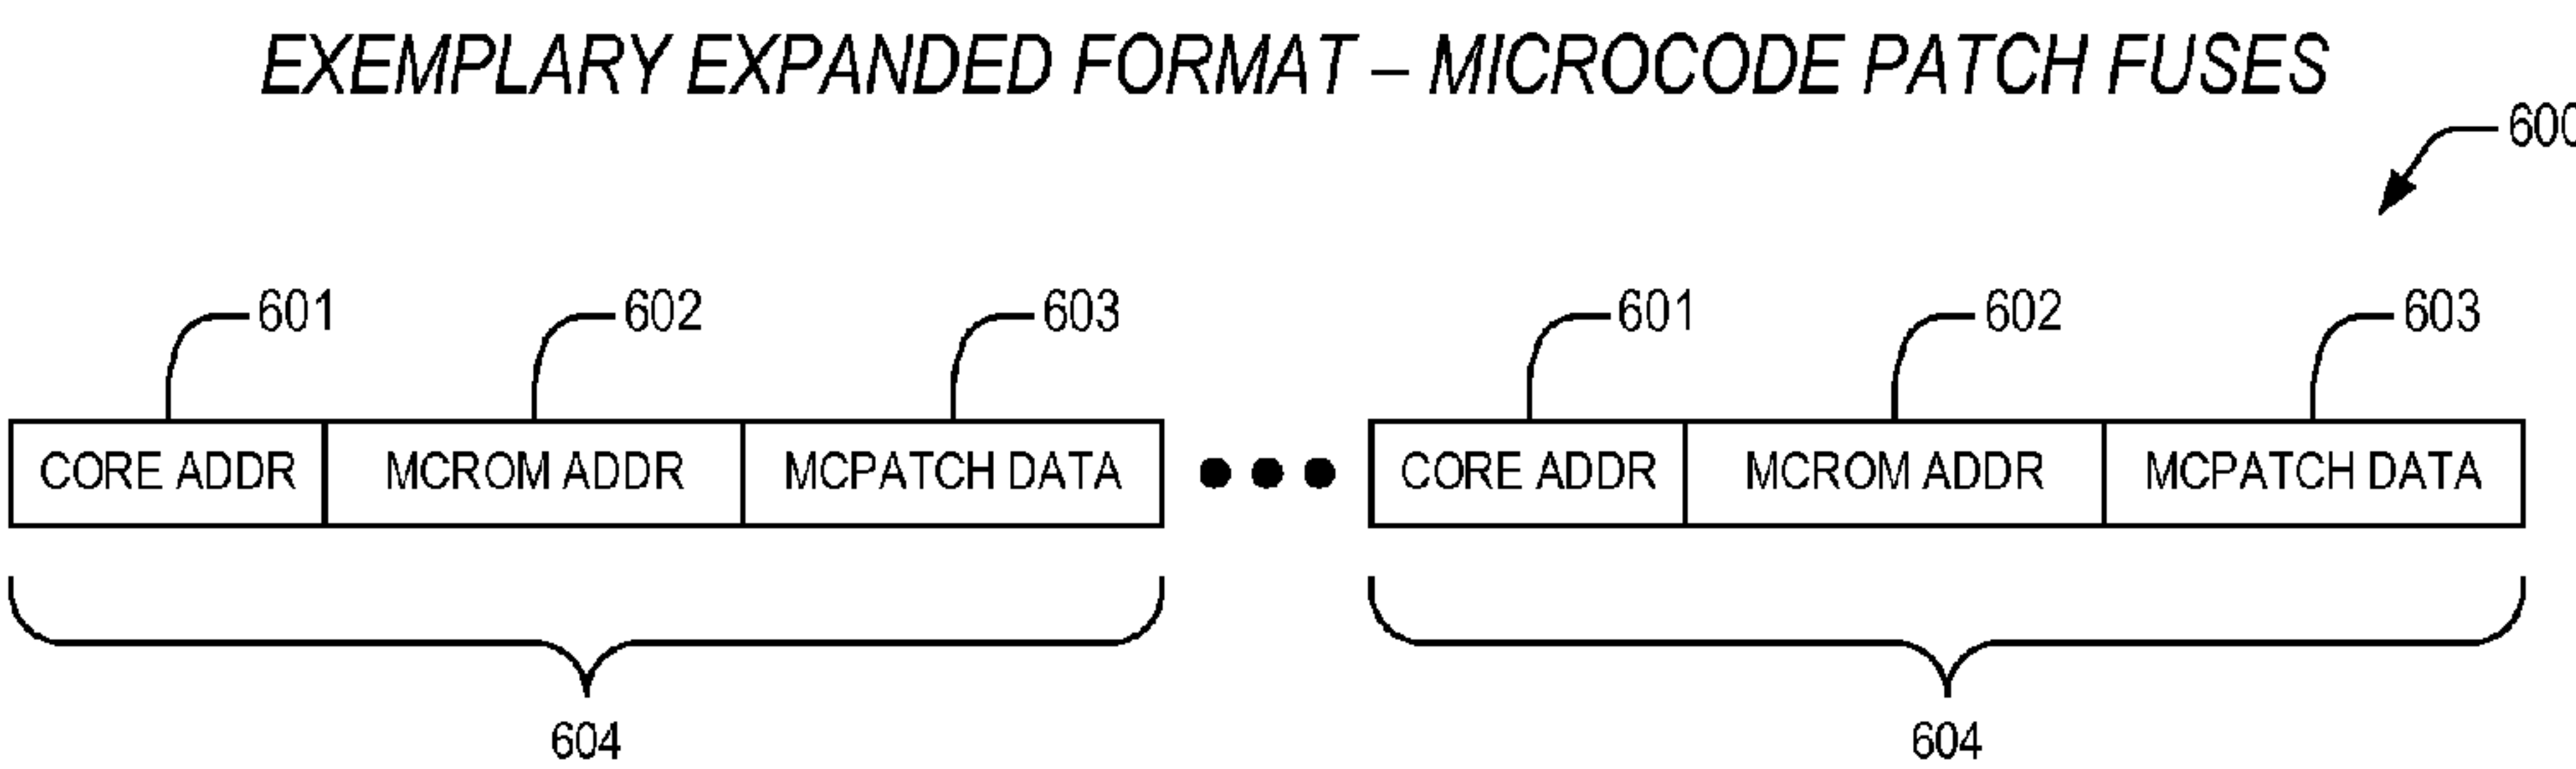 EXEMPLARY EXPANDED FORMAT – MICROCODE PATCH FUSES
600
601 602 603 601 602 603
CORE ADDR MCROM ADDR MCPATCH DATA CORE ADDR MCROM ADDR MCPATCH DATA
604 604